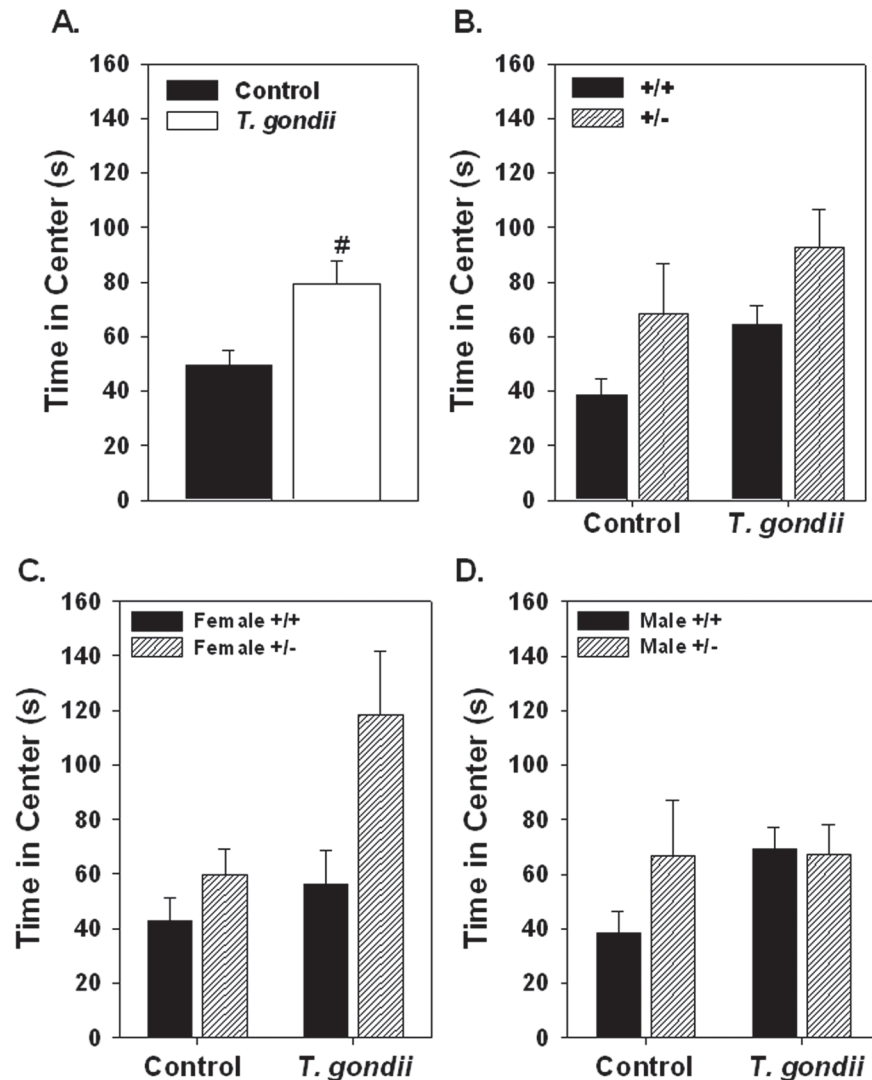 A.
Time in Center (s)
160
140
120
100
80
60
40
20
0
Control
T. gondii
#
B.
Time in Center (s)
160
140
120
100
80
60
40
20
0
+/+
+/-
Control
T. gondii
C.
Time in Center (s)
160
140
120
100
80
60
40
20
0
Female +/+
Female +/-
Control
T. gondii
D.
Time in Center (s)
160
140
120
100
80
60
40
20
0
Male +/+
Male +/-
Control
T. gondii